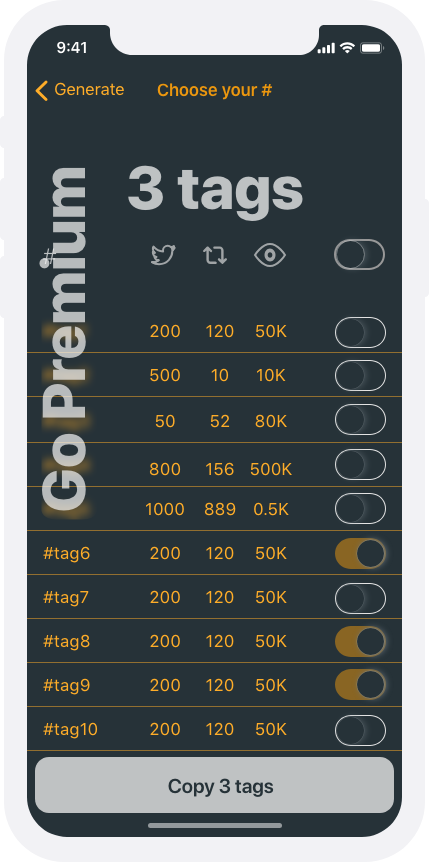 9:41
Generate
Choose your #
3 tags
#
Go Premium
200 120 50K
500 10 10K
50 52 80K
800 156 500K
1000 889 0.5K
#tag6 200 120 50K
#tag7 200 120 50K
#tag8 200 120 50K
#tag9 200 120 50K
#tag10 200 120 50K
Copy 3 tags